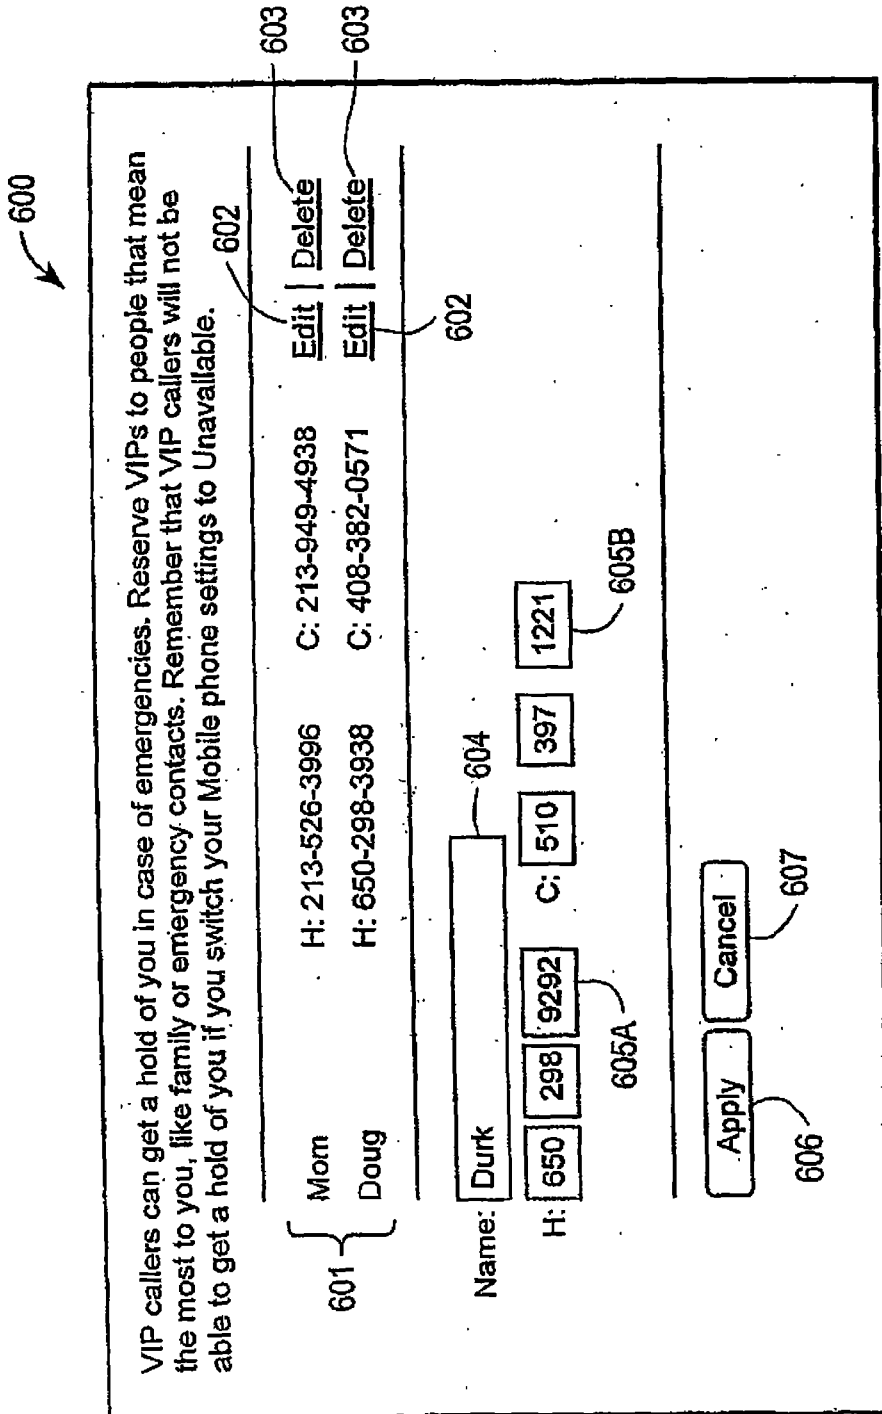 600
VIP callers can get a hold of you in case of emergencies. Reserve VIPs to people that mean
the most to you, like family or emergency contacts. Remember that VIP callers will not be
able to get a hold of you if you switch your Mobile phone settings to Unavailable.
602
603
601
Mom H: 213-526-3996 C: 213-949-4938 Edit | Delete
Doug H: 650-298-3938 C: 408-382-0571 Edit | Delete
603
602
604
Name: Durk
H: 650 298 9292 C: 510 397 1221
605A
605B
Apply Cancel
606
607